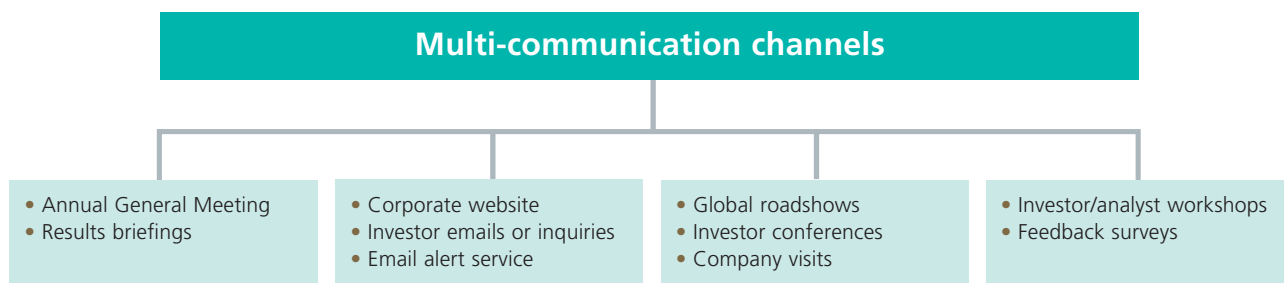 Multi-communication channels
• Annual General Meeting
• Results briefings
• Corporate website
• Investor emails or inquiries
• Email alert service
• Global roadshows
• Investor conferences
• Company visits
• Investor/analyst workshops
• Feedback surveys